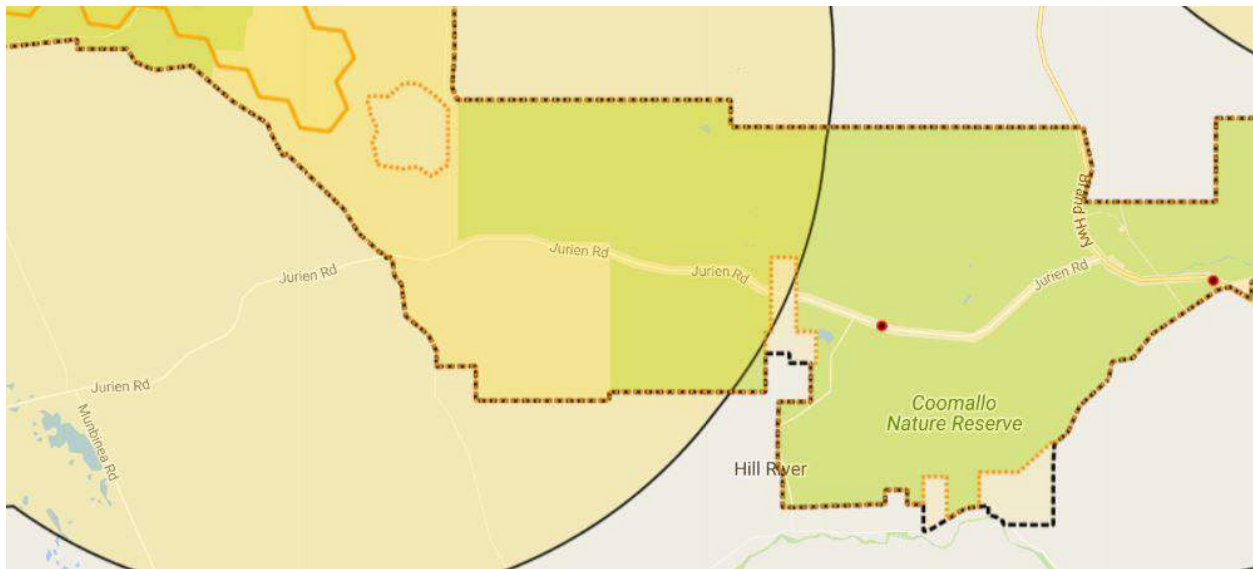 Brand Hwy
Jurien Rd
Jurien Rd
Jurien Rd
Jurien Rd
Jurien Rd
Munbinea Rd
Coomallo
Nature Reserve
Hill River